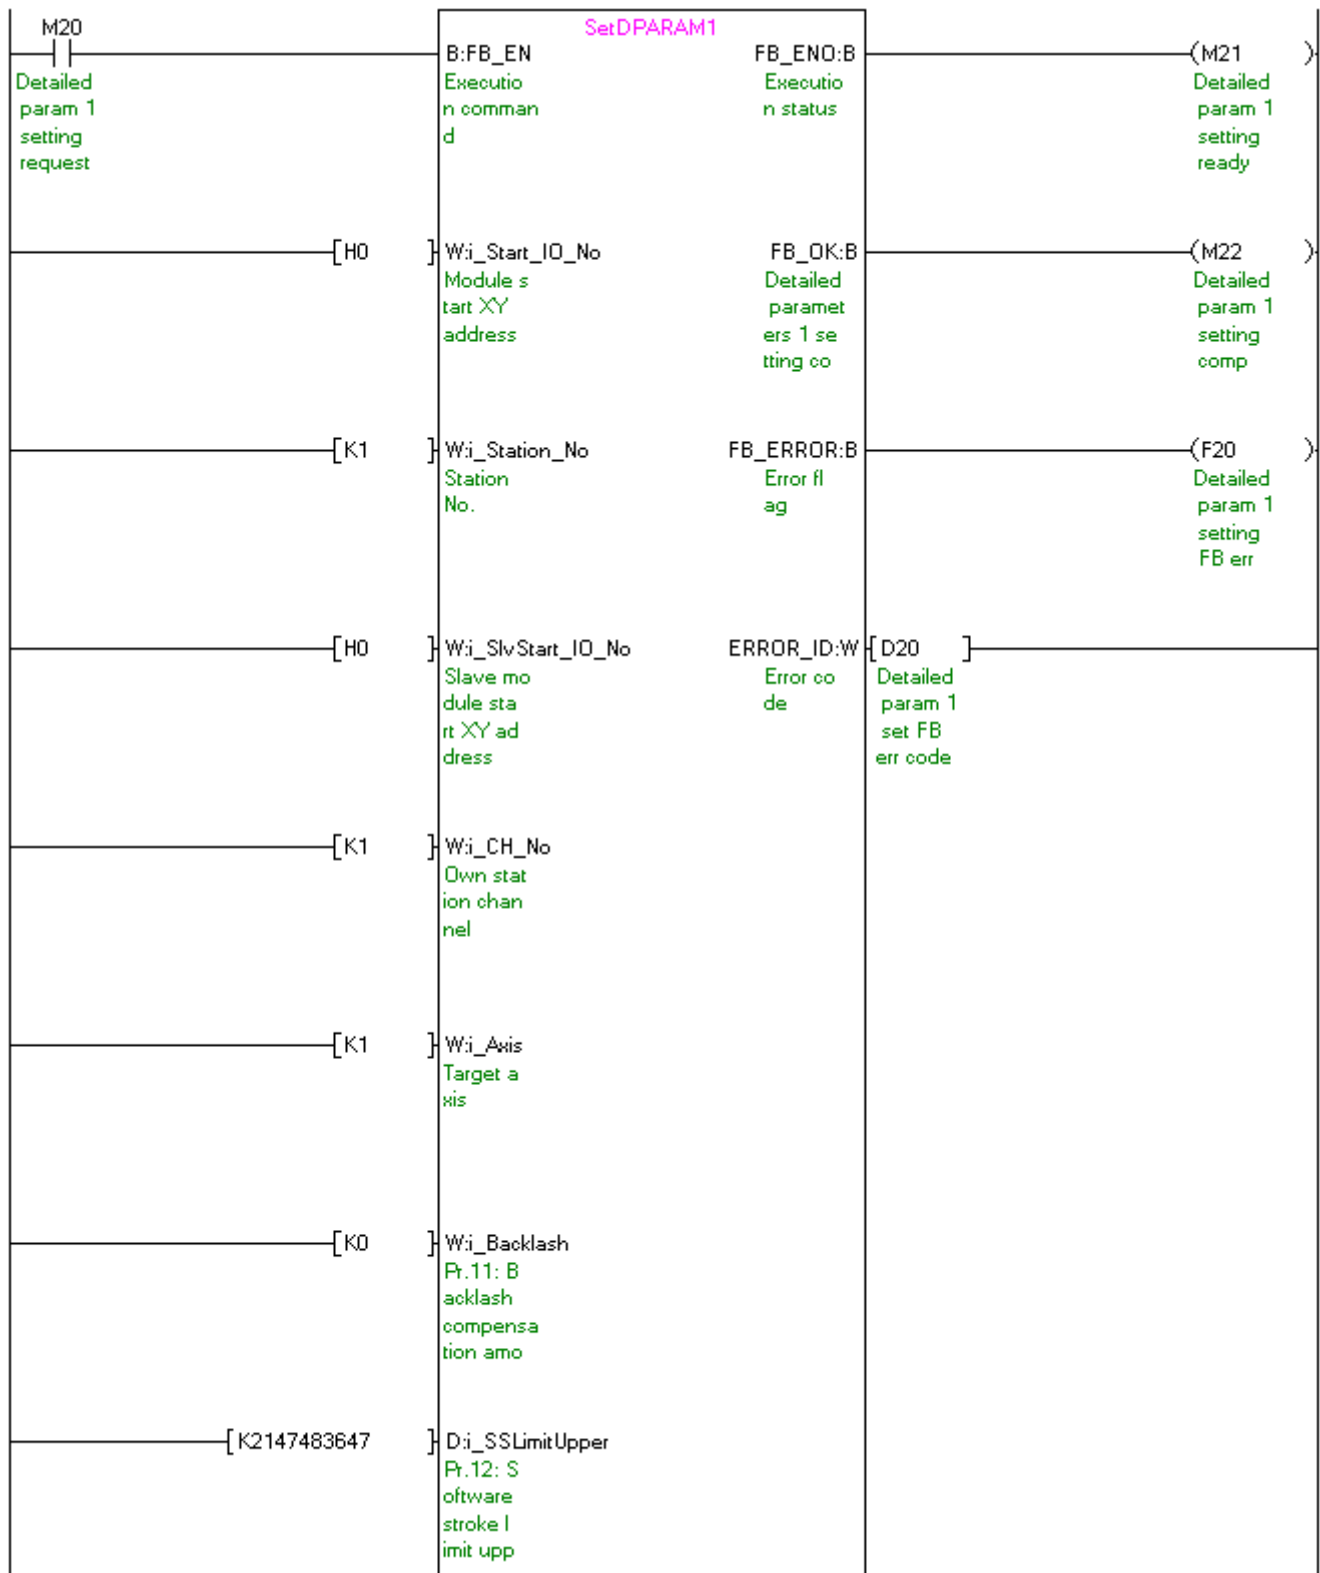 M20
SetDPARAM1
B:FB_EN
FB_ENO:B
(M21 )
Detailed
param 1
setting
request
Executio
n comman
d
Executio
n status
Detailed
param 1
setting
ready
[H0 ]
W:i_Start_IO_No
FB_OK:B
(M22 )
Module s
tart XY
address
Detailed
paramet
ers 1 se
tting co
Detailed
param 1
setting
comp
[K1 ]
W:i_Station_No
FB_ERROR:B
(F20 )
Station
No.
Error fl
ag
Detailed
param 1
setting
FB err
[H0 ]
W:i_SlvStart_IO_No
ERROR_ID:W
[D20 ]
Slave mo
dule sta
rt XY ad
dress
Error co
de
Detailed
param 1
set FB
err code
[K1 ]
W:i_CH_No
Own stat
ion chan
nel
[K1 ]
W:i_Axis
Target a
xis
[K0 ]
W:i_Backlash
Pr.11: B
acklash
compensa
tion amo
[K2147483647 ]
D:i_SSLimitUpper
Pr.12: S
oftware
stroke l
imit upp